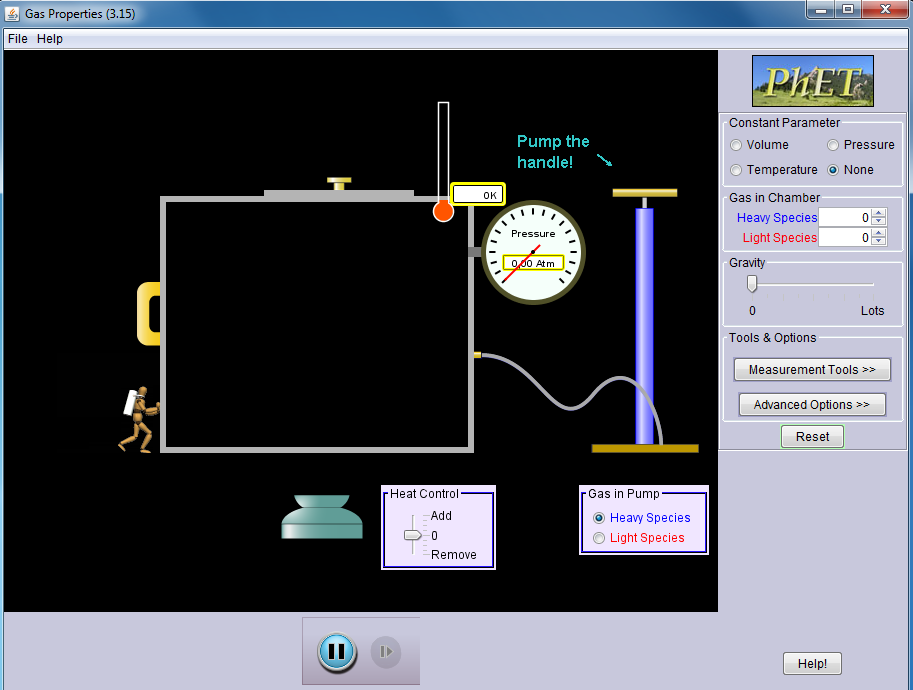 Gas Properties (3.15)
File Help
PhET
Pump the
handle!
0K
Pressure
0.00 Atm
Constant Parameter
Volume Pressure
Temperature None
Gas in Chamber
Heavy Species 0
Light Species 0
Gravity
0 Lots
Tools & Options
Measurement Tools >>
Advanced Options >>
Reset
Heat Control
Add
0
Remove
Gas in Pump
Heavy Species
Light Species
Help!